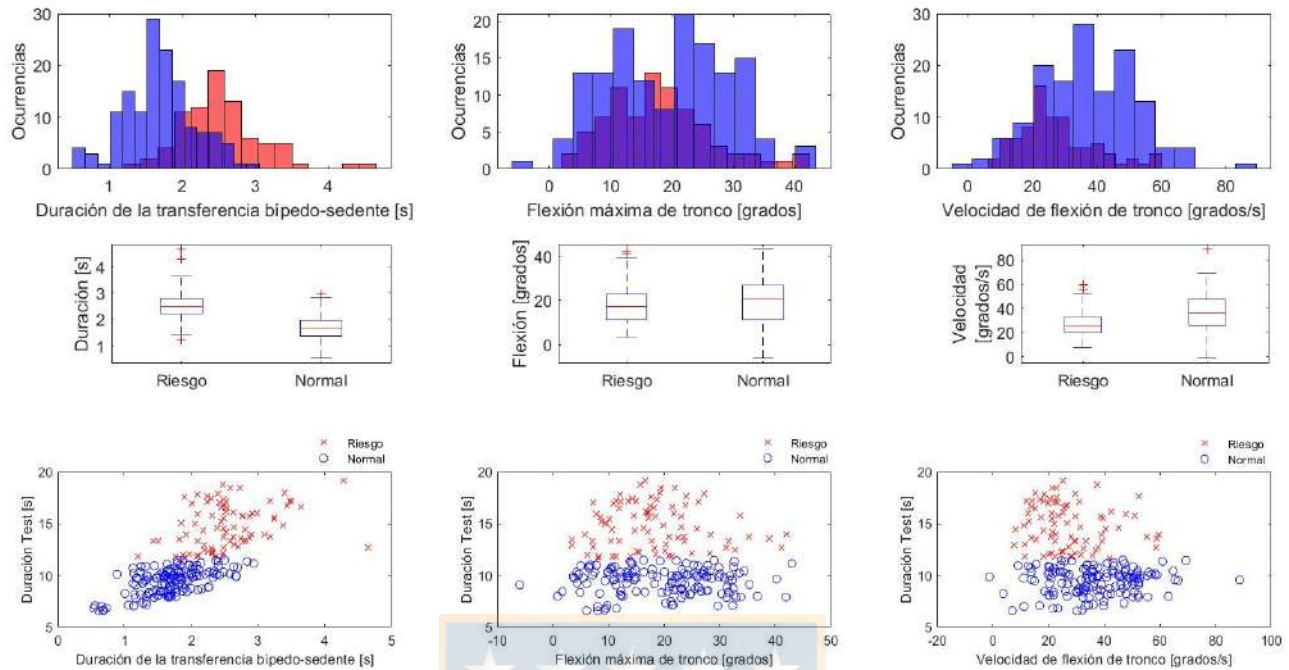 30
20
10
0
Ocurrencias
1 2 3 4
Duración de la transferencia bipedo-sedente [s]
20
15
10
5
0
Ocurrencias
0 10 20 30 40
Flexión máxima de tronco [grados]
30
20
10
0
Ocurrencias
0 20 40 60 80
Velocidad de flexión de tronco [grados/s]
4
3
2
1
Duración [s]
Riesgo Normal
40
20
0
Flexión [grados]
Riesgo Normal
80
60
40
20
0
Velocidad
[grados/s]
Riesgo Normal
Riesgo
Normal
20
15
10
5
Duración Test [s]
0 1 2 3 4 5
Duración de la transferencia bipedo-sedente [s]
Riesgo
Normal
20
15
10
5
Duración Test [s]
-10 0 10 20 30 40 50
Flexión máxima de tronco [grados]
Riesgo
Normal
20
15
10
5
Duración Test [s]
-20 0 20 40 60 80 100
Velocidad de flexión de tronco [grados/s]